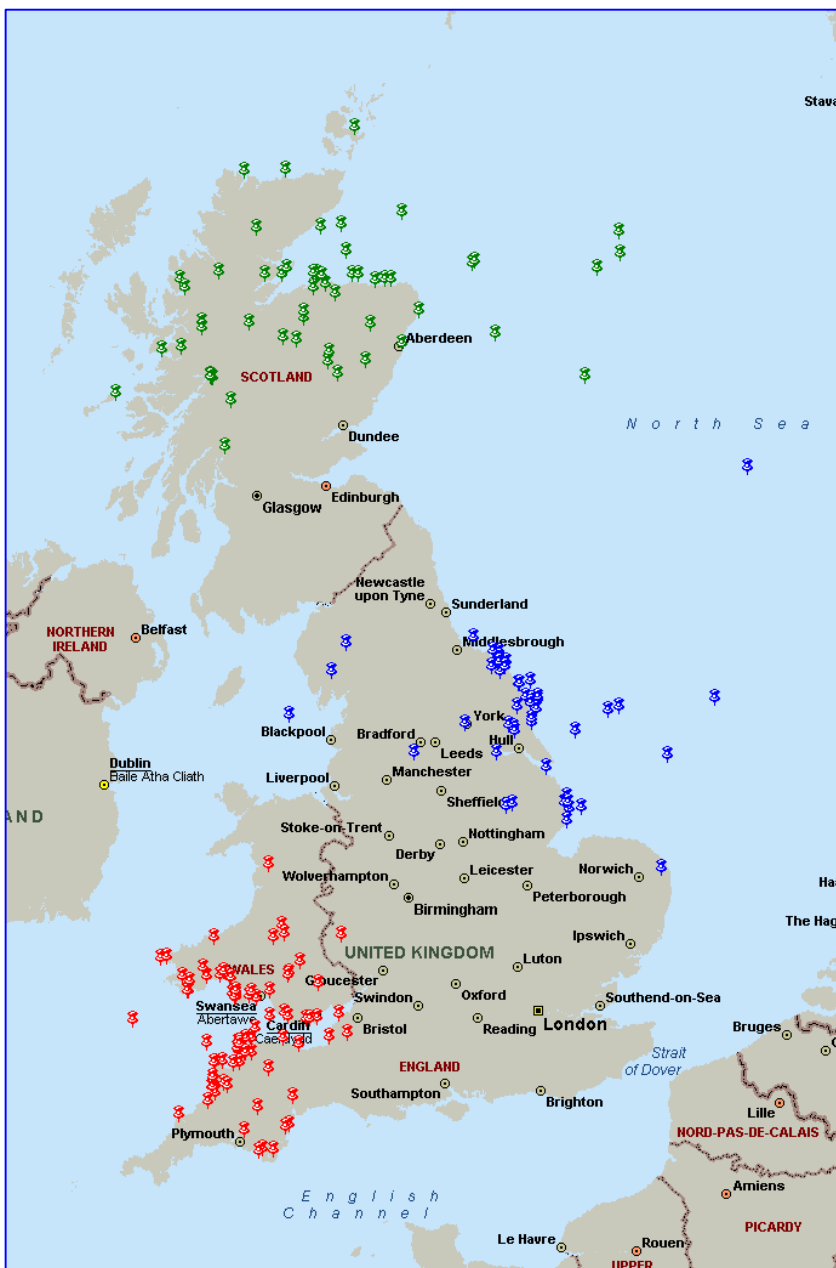 Stava
Aberdeen
SCOTLAND
Dundee
North Sea
Edinburgh
Glasgow
Newcastle
upon Tyne
Sunderland
NORTHERN
IRELAND
Belfast
Middlesbrough
York
Blackpool
Bradford
Leeds
Hull
Dublin
Baile Atha Cliath
Liverpool
Manchester
Sheffield
AND
Stoke-on-Trent
Nottingham
Derby
Leicester
Norwich
Wolverhampton
Peterborough
Haa
Birmingham
The Hag
UNITED KINGDOM
Ipswich
WALES
Gloucester
Luton
Oxford
Swansea
Abertawe
Swindon
Southend-on-Sea
Cardiff
Caerdydd
Bristol
Reading
London
Bruges
ENGLAND
Strait
of Dover
Southampton
Brighton
Lille
Plymouth
NORD-PAS-DE-CALAIS
Amiens
English
Channel
PICARDY
Le Havre
Rouen
UPPER